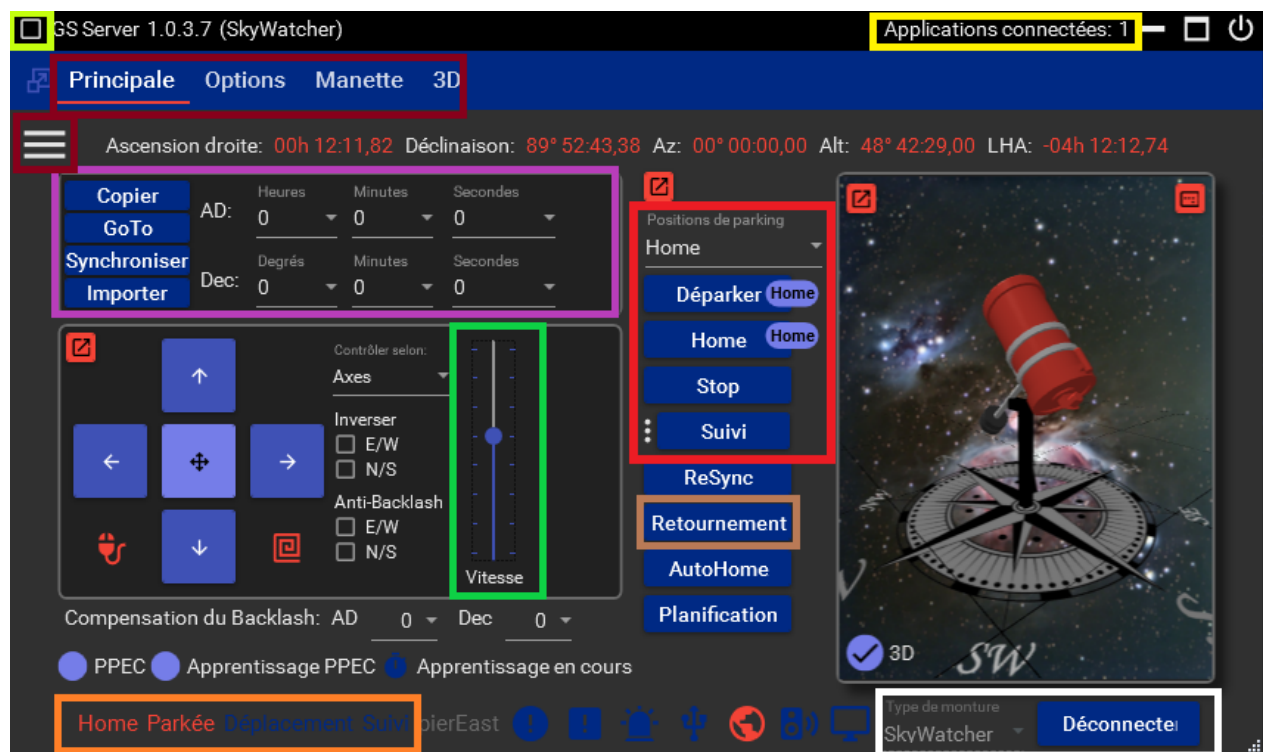 GS Server 1.0.3.7 (SkyWatcher) Applications connectées: 1
Principale Options Manette 3D
Ascension droite: 00h 12:11,82 Déclinaison: 89° 52:43,38 Az: 00° 00:00,00 Alt: 48° 42:29,00 LHA: -04h 12:12,74
Copier
GoTo
Synchroniser
Importer
Heures Minutes Secondes
AD: 0 0 0
Degrés Minutes Secondes
Dec: 0 0 0
Contrôler selon:
Axes
Inverser
E/W
N/S
Anti-Backlash
E/W
N/S
Vitesse
Compensation du Backlash: AD 0 Dec 0
PPEC Apprentissage PPEC Apprentissage en cours
Positions de parking
Home
Déparker Home
Home Home
Stop
Suivi
ReSync
Retournement
AutoHome
Planification
3D
SW
S
Home Parkée Déplacement Suivi pierEast
Type de monture
SkyWatcher
Déconnecte